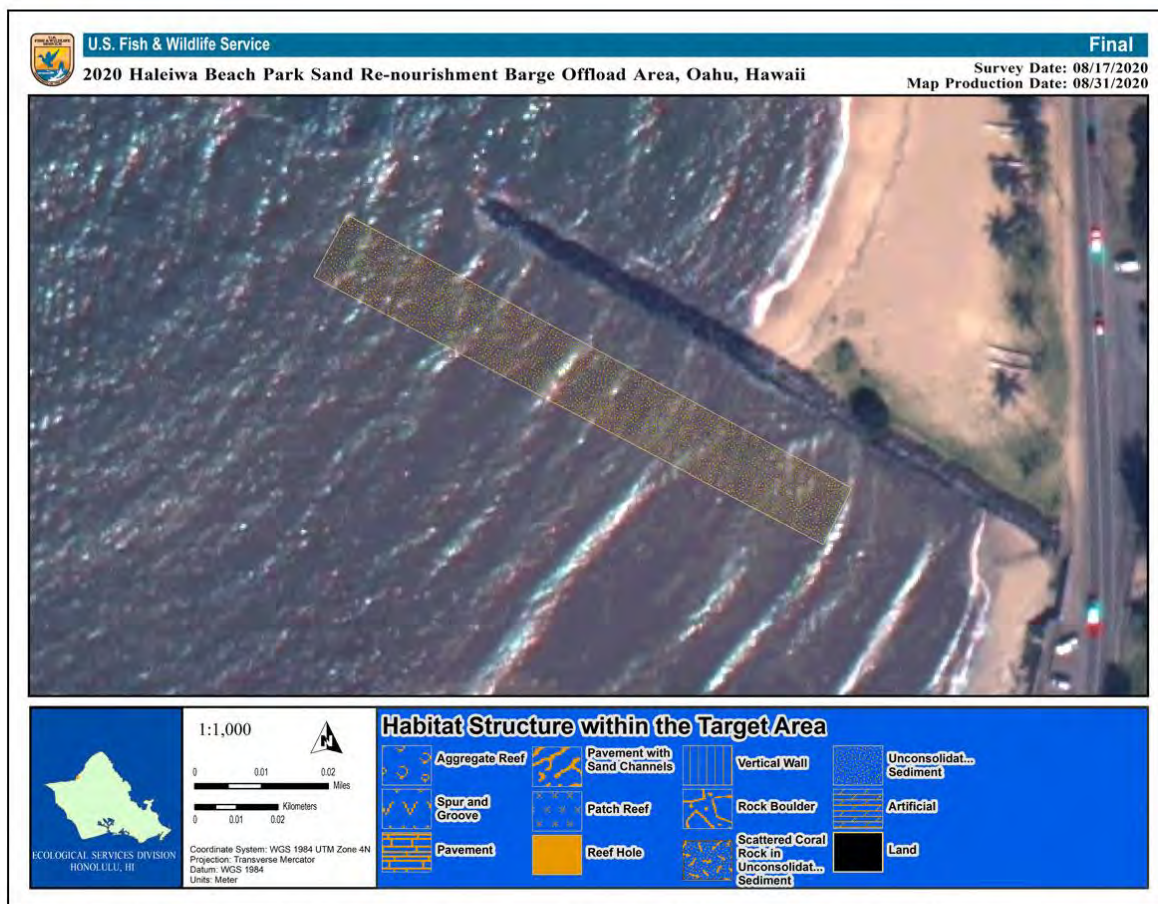 U.S.
FISH & WILDLIFE
SERVICE
U.S. Fish & Wildlife Service
Final
2020 Haleiwa Beach Park Sand Re-nourishment Barge Offload Area, Oahu, Hawaii
Survey Date: 08/17/2020
Map Production Date: 08/31/2020
ECOLOGICAL SERVICES DIVISION
HONOLULU, HI
1:1,000
N
0 0.01 0.02
Miles
Kilometers
0 0.01 0.02
Coordinate System: WGS 1984 UTM Zone 4N
Projection: Transverse Mercator
Datum: WGS 1984
Units: Meter
Habitat Structure within the Target Area
Aggregate Reef
Spur and
Groove
Pavement
Pavement with
Sand Channels
Patch Reef
Reef Hole
Vertical Wall
Rock Boulder
Scattered Coral
Rock in
Unconsolidat...
Sediment
Unconsolidat...
Sediment
Artificial
Land